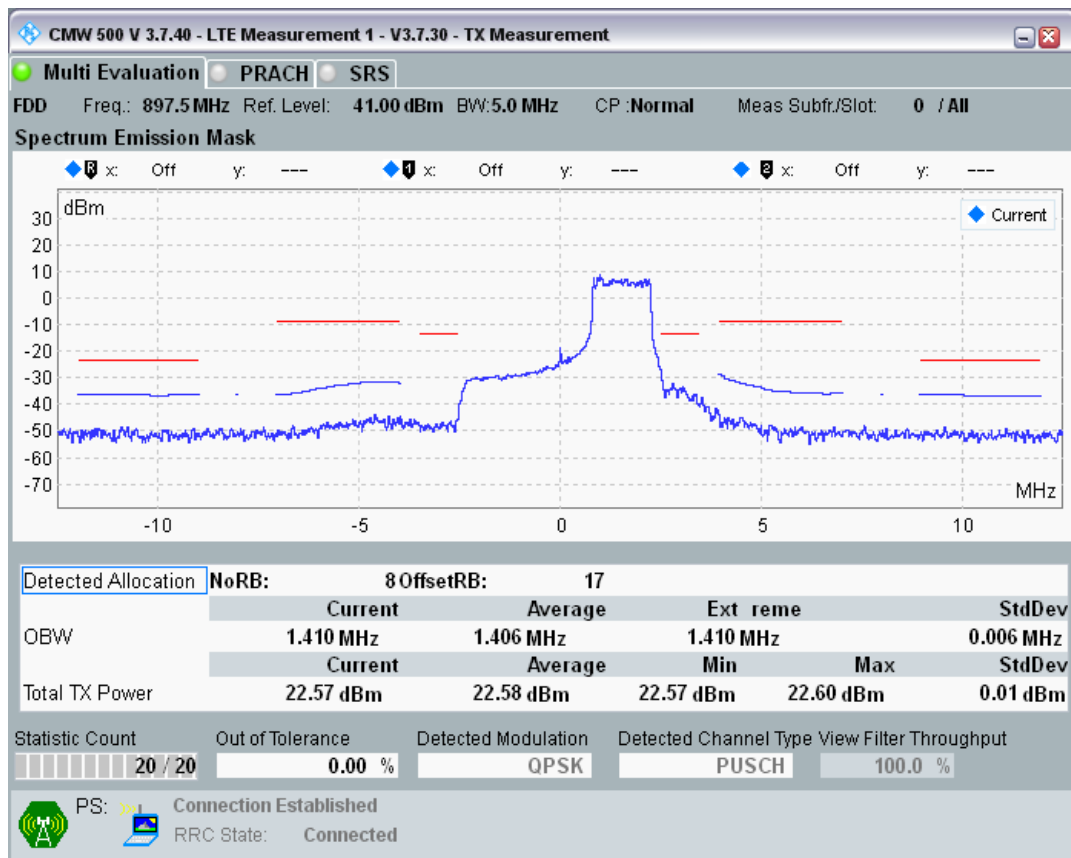 CMW 500 V 3.7.40 - LTE Measurement 1 - V3.7.30 - TX Measurement
Multi Evaluation PRACH SRS
FDD Freq.: 897.5 MHz Ref. Level: 41.00 dBm BW:5.0 MHz CP :Normal Meas Subfr./Slot: 0 / All
Spectrum Emission Mask
R x: Off y: --- 1 x: Off y: --- 2 x: Off y: ---
dBm
Current
30
20
10
0
-10
-20
-30
-40
-50
-60
-70
MHz
-10 -5 0 5 10
Detected Allocation NoRB: 8 OffsetRB: 17
Current Average Ext reme StdDev
OBW 1.410 MHz 1.406 MHz 1.410 MHz 0.006 MHz
Current Average Min Max StdDev
Total TX Power 22.57 dBm 22.58 dBm 22.57 dBm 22.60 dBm 0.01 dBm
Statistic Count Out of Tolerance Detected Modulation Detected Channel Type View Filter Throughput
20 / 20 0.00 % QPSK PUSCH 100.0 %
PS: Connection Established
RRC State: Connected